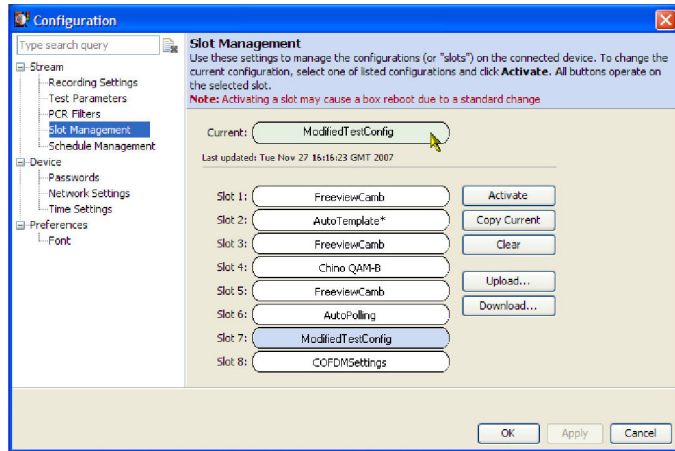 Configuration
Type search query
Stream
Recording Settings
Test Parameters
PCR Filters
Slot Management
Schedule Management
Device
Passwords
Network Settings
Time Settings
Preferences
Font
Slot Management
Use these settings to manage the configurations (or "slots") on the connected device. To change the
current configuration, select one of listed configurations and click Activate. All buttons operate on
the selected slot.
Note: Activating a slot may cause a box reboot due to a standard change
Current: ModifiedTestConfig
Last updated: Tue Nov 27 16:16:23 GMT 2007
Slot 1: FreeviewCamb
Slot 2: AutoTemplate*
Slot 3: FreeviewCamb
Slot 4: Chino QAM-B
Slot 5: FreeviewCamb
Slot 6: AutoPolling
Slot 7: ModifiedTestConfig
Slot 8: COFDMSettings
Activate
Copy Current
Clear
Upload...
Download...
OK Apply Cancel